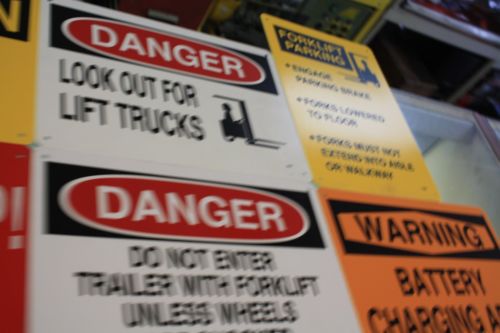 N
DANGER
LOOK OUT FOR
LIFT TRUCKS
FORKLIFT
PARKING
•ENGAGE
PARKING BRAKE
•FORKS LOWERED
TO FLOOR
•FORKS MUST NOT
EXTEND INTO AISLE
OR WALKWAY
!
DANGER
DO NOT ENTER
TRAILER WITH FORKLIFT
UNLESS WHEELS
WARNING
BATTERY
CHARGING A